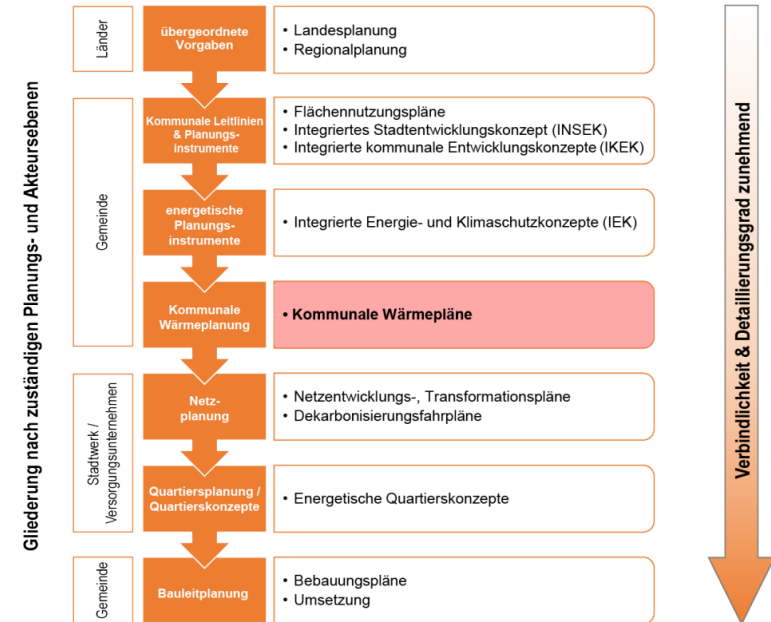 Gliederung nach zuständigen Planungs- und Akteursebenen
Länder
übergeordnete
Vorgaben
• Landesplanung
• Regionalplanung
Gemeinde
Kommunale Leitlinien
& Planungs-
instrumente
• Flächennutzungspläne
• Integriertes Stadtentwicklungskonzept (INSEK)
• Integrierte kommunale Entwicklungskonzepte (IKEK)
energetische
Planungs-
instrumente
• Integrierte Energie- und Klimaschutzkonzepte (IEK)
Kommunale
Wärmeplanung
• Kommunale Wärmepläne
Stadtwerk /
Versorgungsunternehmen
Netz-
planung
• Netzentwicklungs-, Transformationspläne
• Dekarbonisierungsfahrpläne
Quartiersplanung /
Quartierskonzepte
• Energetische Quartierskonzepte
Gemeinde
Bauleitplanung
• Bebauungspläne
• Umsetzung
Verbindlichkeit & Detaillierungsgrad zunehmend